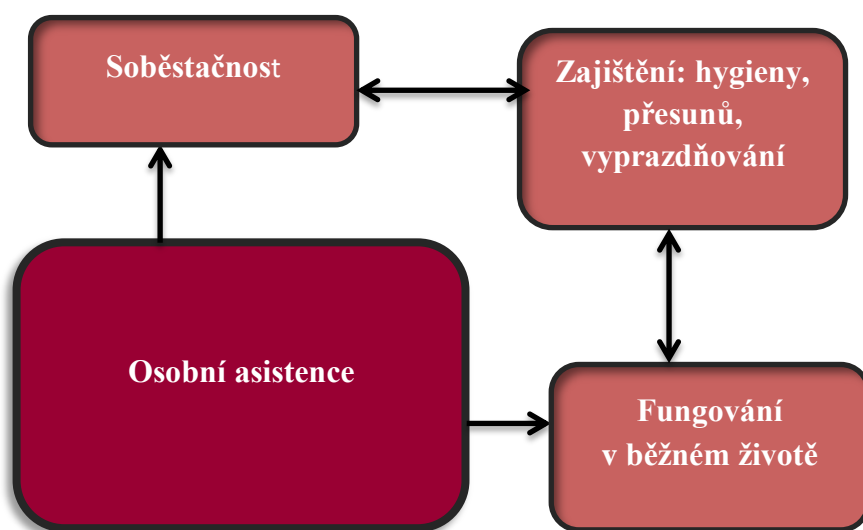 Soběstačnost
Zajištění: hygieny,
přesunů,
vyprazdňování
Osobní asistence
Fungování
v běžném životě